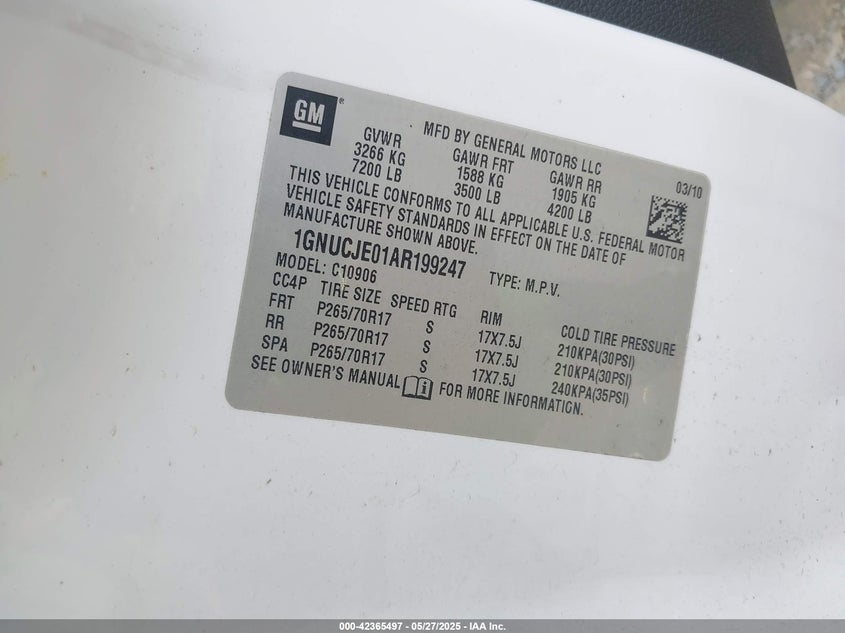 GM®
MFD BY GENERAL MOTORS LLC
03/10
GVWR GAWR FRT GAWR RR
3266 KG 1588 KG 1905 KG
7200 LB 3500 LB 4200 LB
THIS VEHICLE CONFORMS TO ALL APPLICABLE U.S. FEDERAL MOTOR
VEHICLE SAFETY STANDARDS IN EFFECT ON THE DATE OF
MANUFACTURE SHOWN ABOVE.
1GNUCJE01AR199247 TYPE: M.P.V.
MODEL: C10906
CC4P TIRE SIZE SPEED RTG RIM COLD TIRE PRESSURE
FRT P265/70R17 S 17X7.5J 210KPA(30PSI)
RR P265/70R17 S 17X7.5J 210KPA(30PSI)
SPA P265/70R17 S 17X7.5J 240KPA(35PSI)
SEE OWNER'S MANUAL FOR MORE INFORMATION.
000-42365497 - 05/27/2025 - IAA Inc.